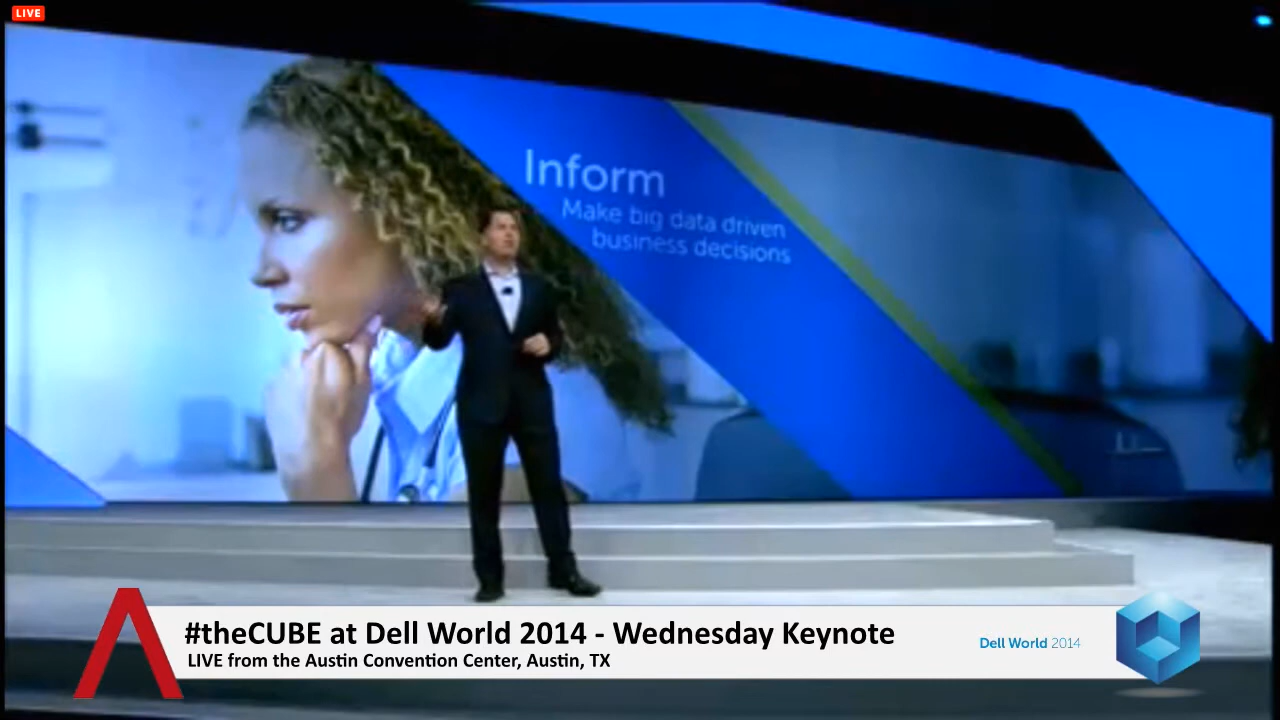 LIVE
Inform
Make big data driven
business decisions
#theCUBE at Dell World 2014 - Wednesday Keynote
LIVE from the Austin Convention Center, Austin, TX
Dell World 2014